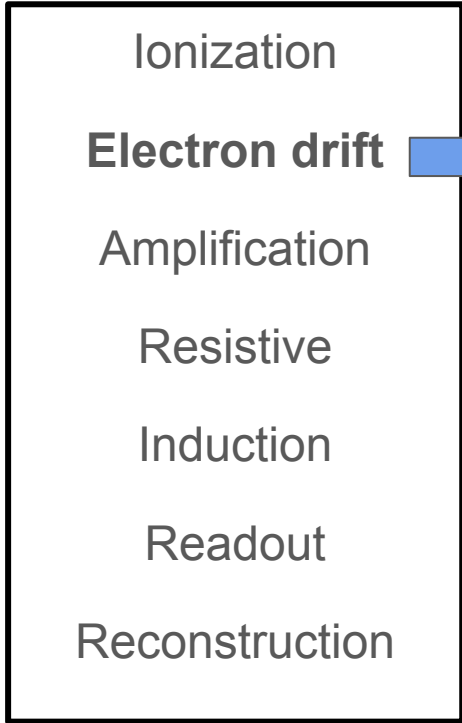 Ionization
Electron drift
Amplification
Resistive
Induction
Readout
Reconstruction